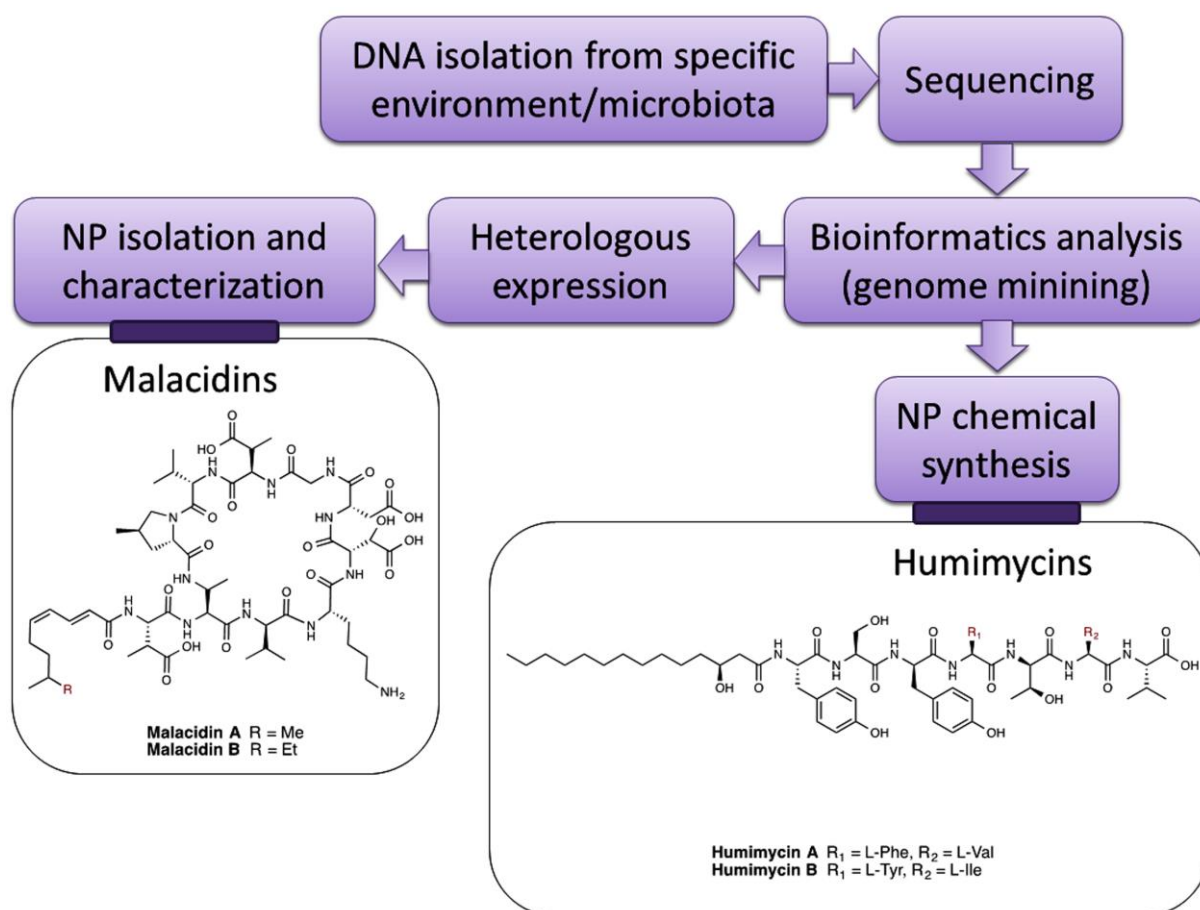 DNA isolation from specific
environment/microbiota
Sequencing
NP isolation and
characterization
Heterologous
expression
Bioinformatics analysis
(genome minining)
NP chemical
synthesis
Malacidins
O
HO
O
H
N
N
H
H
N
O
O
O
OH
N
O
HN
OH
O
O
OH
HN
O
NH
O
H
N
O
H
N
O
O
O
N
H
O
N
H
OH
O
R
NH₂
Malacidin A R = Me
Malacidin B R = Et
Humimycins
OH
H
N
O
H
N
O
R₁
H
N
O
R₂
H
N
O
OH
OH
O
N
H
O
N
H
O
OH
N
H
O
OH
OH
Humimycin A R₁ = L-Phe, R₂ = L-Val
Humimycin B R₁ = L-Tyr, R₂ = L-Ile